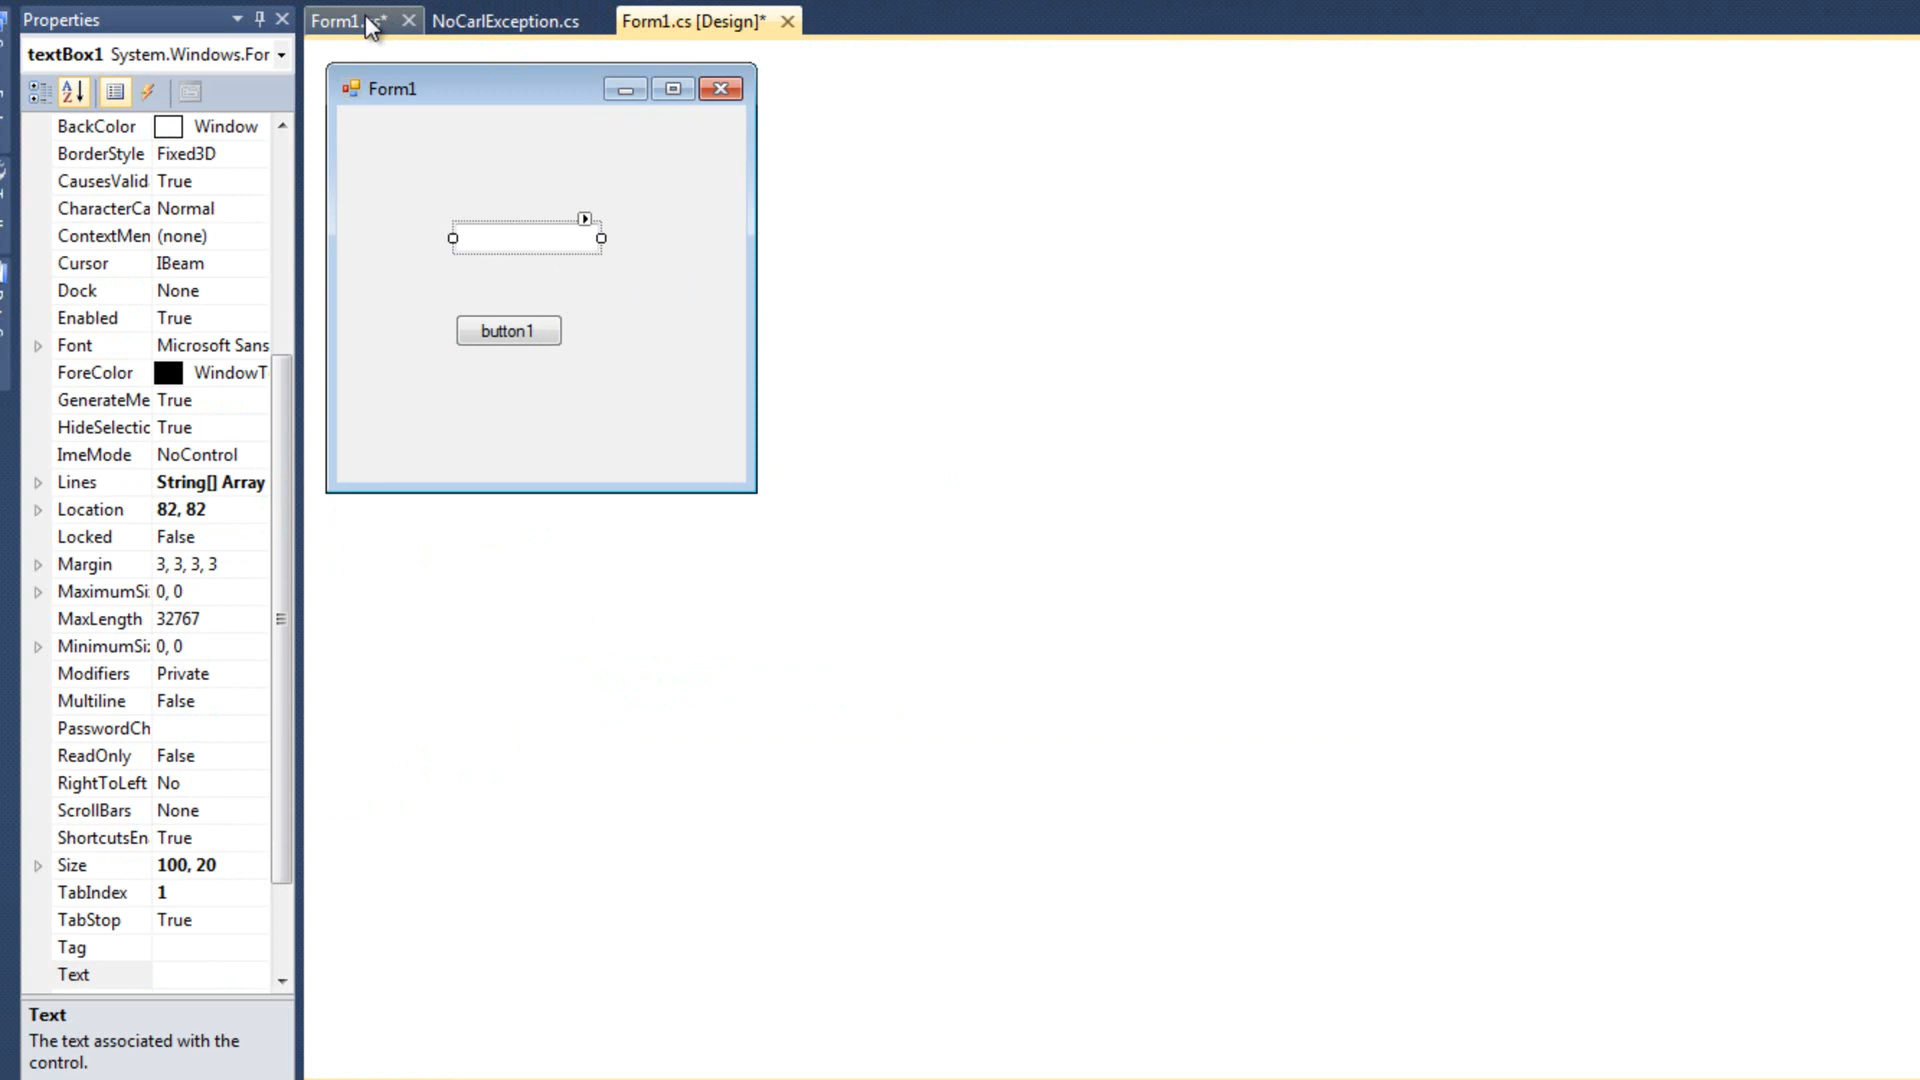 Properties
textBox1 System.Windows.For
BackColor Window
BorderStyle Fixed3D
CausesValid True
CharacterCa Normal
ContextMen (none)
Cursor IBeam
Dock None
Enabled True
Font Microsoft Sans
ForeColor WindowT
GenerateMe True
HideSelectic True
ImeMode NoControl
Lines String[] Array
Location 82, 82
Locked False
Margin 3, 3, 3, 3
MaximumSi: 0, 0
MaxLength 32767
MinimumSi: 0, 0
Modifiers Private
Multiline False
PasswordCh
ReadOnly False
RightToLeft No
ScrollBars None
ShortcutsEn True
Size 100, 20
TabIndex 1
TabStop True
Tag
Text
Text
The text associated with the
control.
Form1.cs* NoCarlException.cs Form1.cs [Design]*
Form1
button1